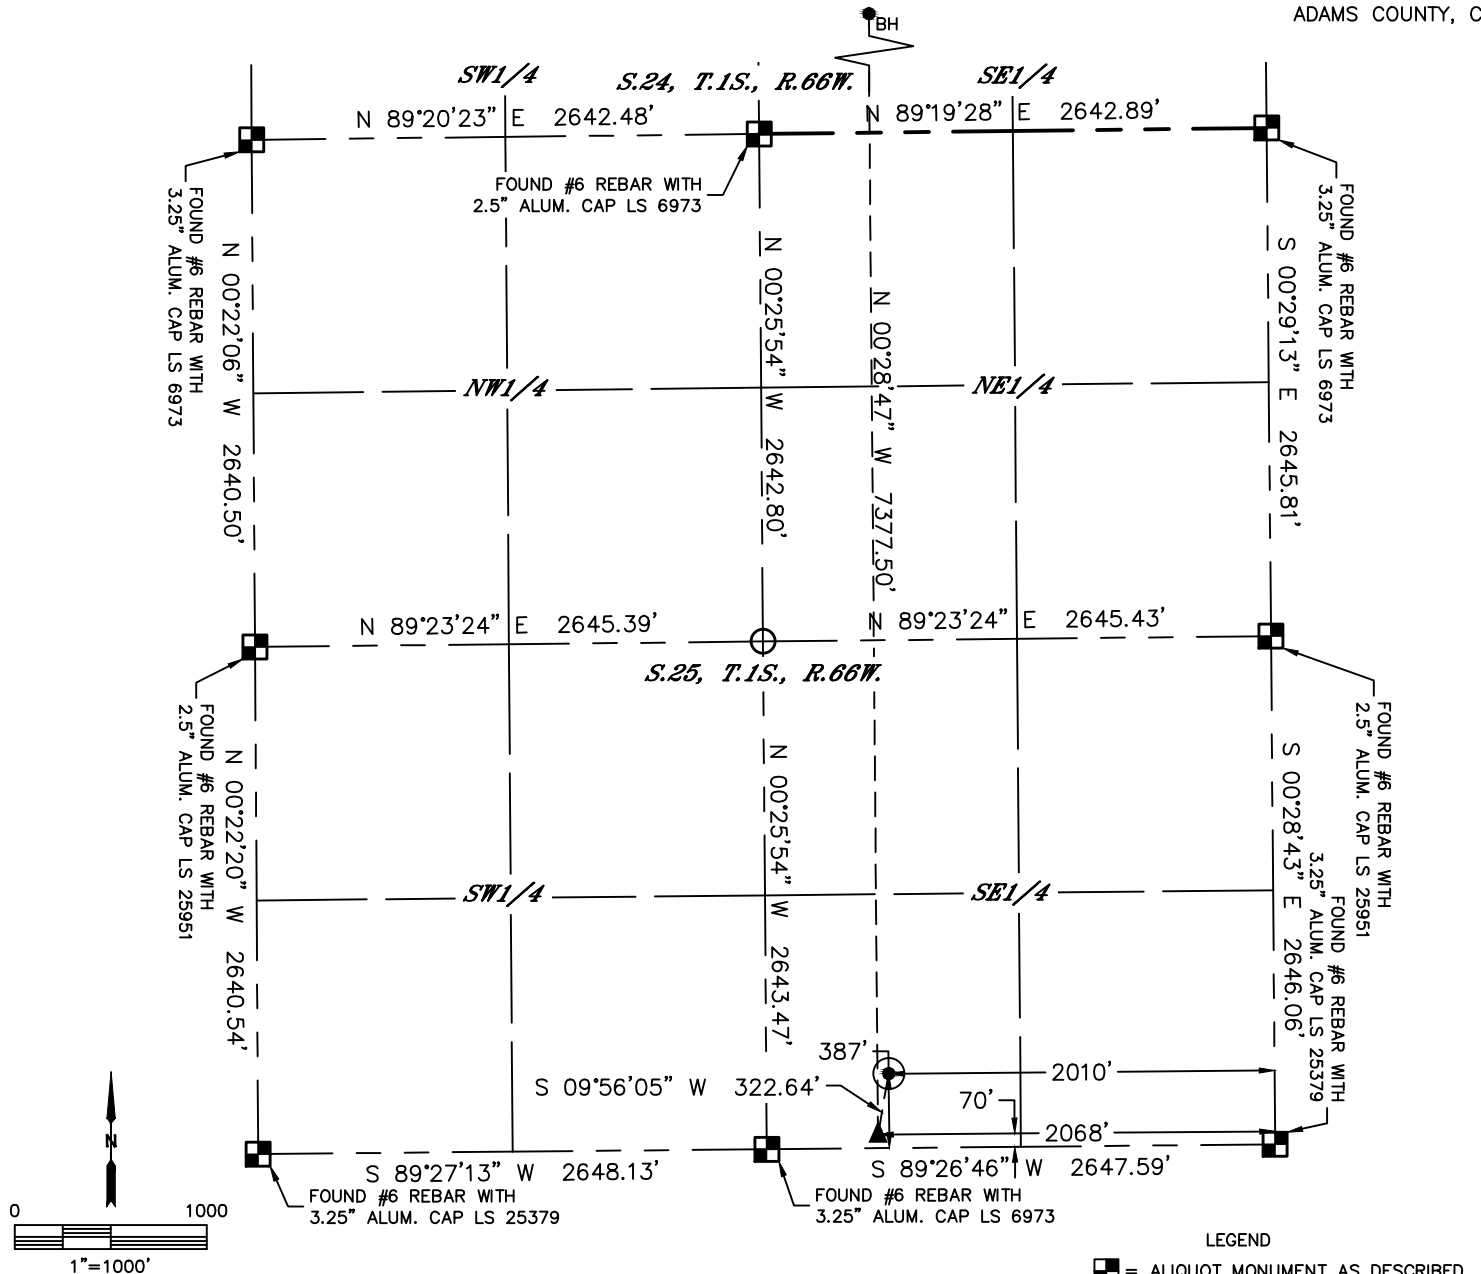 ADAMS COUNTY, C
BH
SW1/4
S.24, T.1S., R.66W.
SE1/4
N 89°20'23" E 2642.48'
N 89°19'28" E 2642.89'
FOUND #6 REBAR WITH
3.25" ALUM. CAP LS 6973
FOUND #6 REBAR WITH
2.5" ALUM. CAP LS 6973
FOUND #6 REBAR WITH
3.25" ALUM. CAP LS 6973
N 00°22'06" W 2640.50'
N 00°25'54" W 2642.80'
N 00°28'47" W 7377.50'
S 00°29'13" E 2645.81'
NW1/4
NE1/4
N 89°23'24" E 2645.39'
N 89°23'24" E 2645.43'
S.25, T.1S., R.66W.
FOUND #6 REBAR WITH
2.5" ALUM. CAP LS 25951
FOUND #6 REBAR WITH
2.5" ALUM. CAP LS 25951
N 00°22'20" W 2640.54'
N 00°25'54" W 2643.47'
S 00°28'43" E 2646.06'
FOUND #6 REBAR WITH
3.25" ALUM. CAP LS 25379
SW1/4
SE1/4
387'
2010'
S 09°56'05" W 322.64'
70'
2068'
N
S 89°27'13" W 2648.13'
S 89°26'46" W 2647.59'
FOUND #6 REBAR WITH
3.25" ALUM. CAP LS 25379
FOUND #6 REBAR WITH
3.25" ALUM. CAP LS 6973
0 1000
1"=1000'
LEGEND
= ALIQUOT MONUMENT AS DESCRIBED